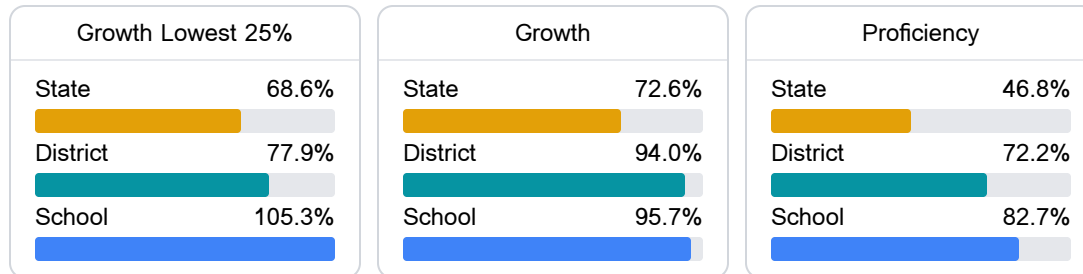 Growth Lowest 25%
State 68.6%
District 77.9%
School 105.3%
Growth
State 72.6%
District 94.0%
School 95.7%
Proficiency
State 46.8%
District 72.2%
School 82.7%